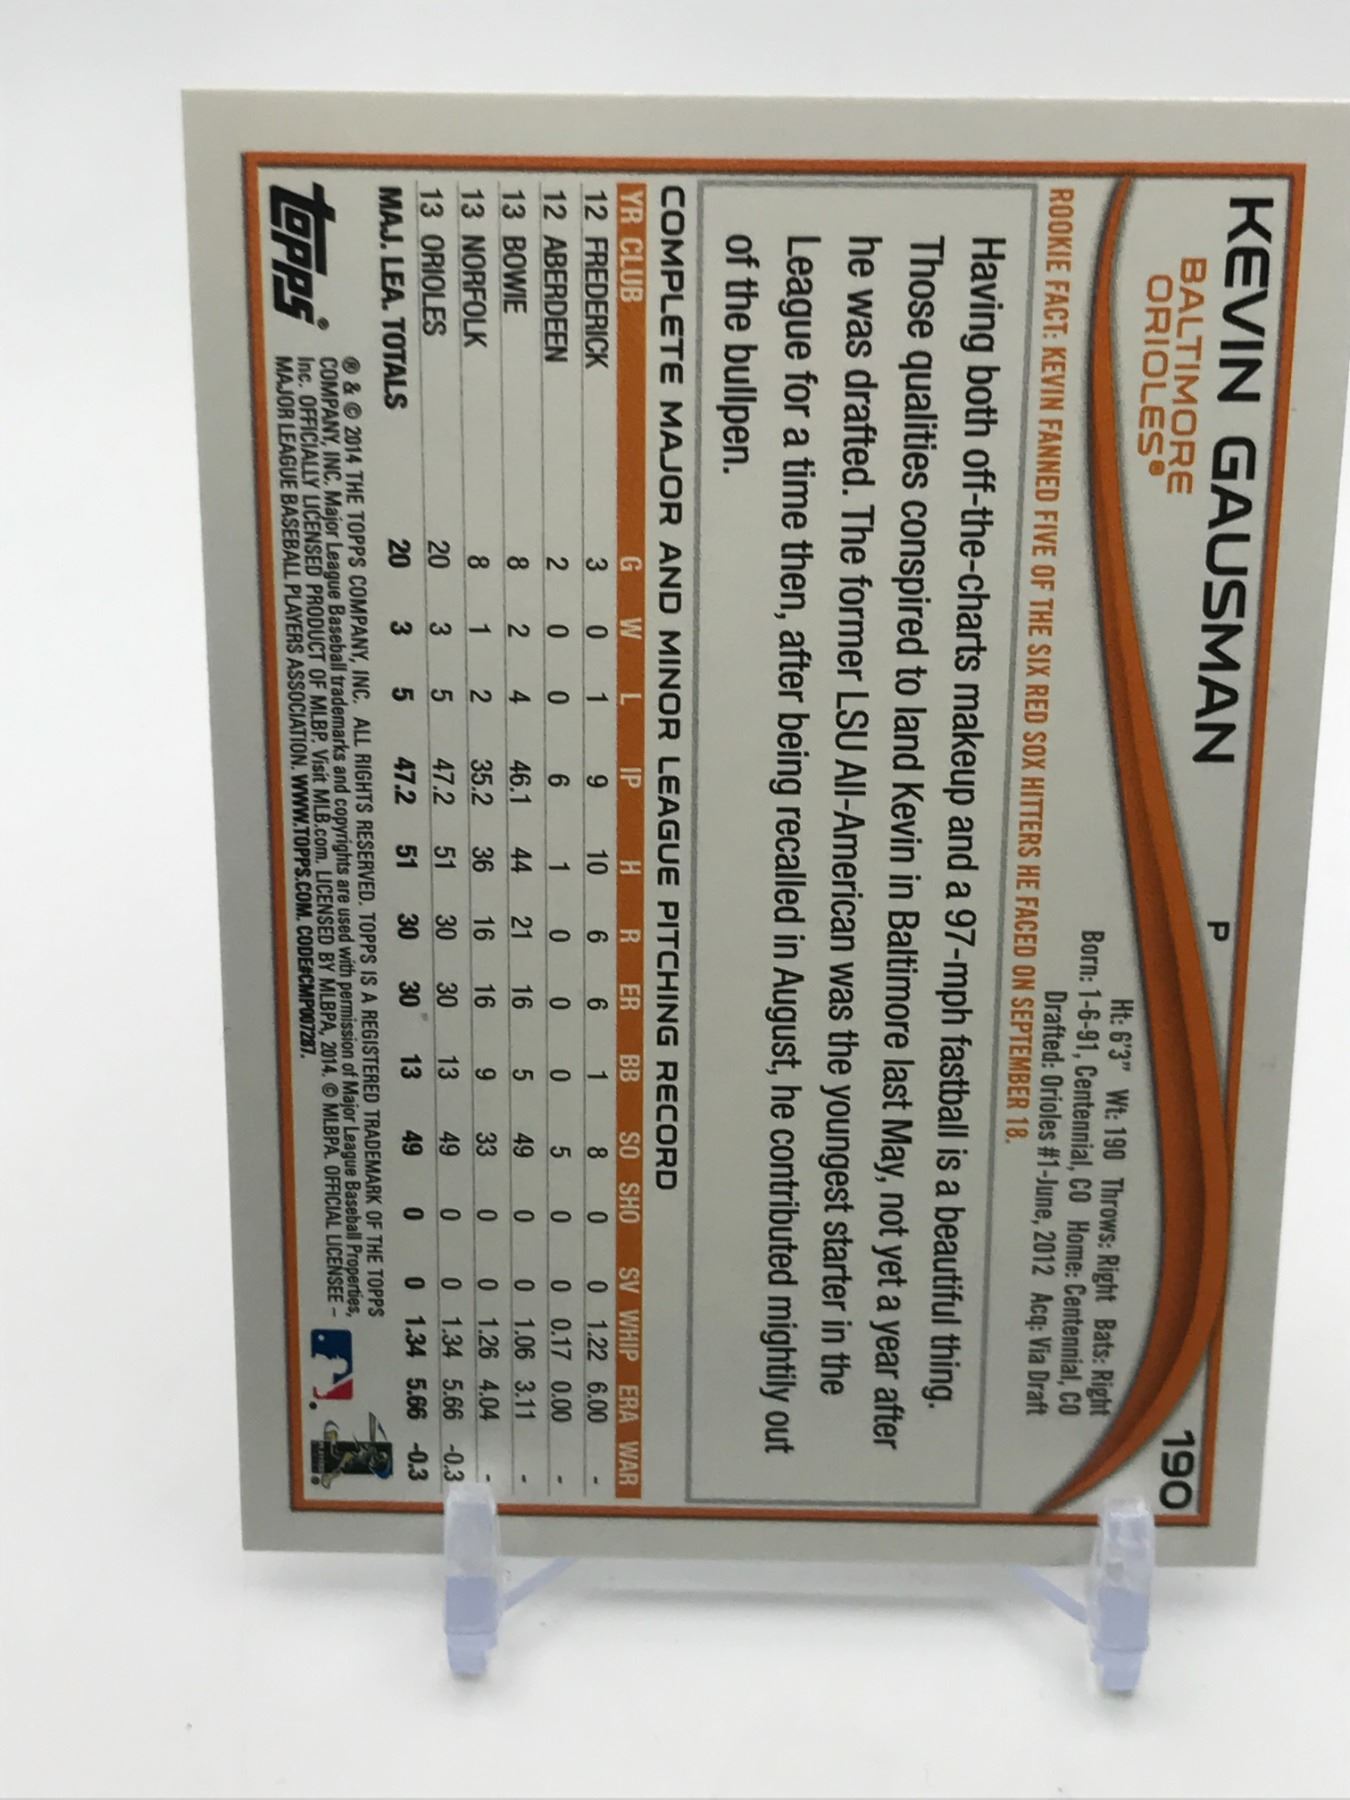 KEVIN GAUSMAN P 190
BALTIMORE
ORIOLES®
Ht: 6'3" Wt: 190 Throws: Right Bats: Right
Born: 1-6-91, Centennial, CO Home: Centennial, CO
Drafted: Orioles #1-June, 2012 Acq: Via Draft
ROOKIE FACT: KEVIN FANNED FIVE OF THE SIX RED SOX HITTERS HE FACED ON SEPTEMBER 18.
Having both off-the-charts makeup and a 97-mph fastball is a beautiful thing.
Those qualities conspired to land Kevin in Baltimore last May, not yet a year after
he was drafted. The former LSU All-American was the youngest starter in the
League for a time then, after being recalled in August, he contributed mightily out
of the bullpen.
COMPLETE MAJOR AND MINOR LEAGUE PITCHING RECORD
YR CLUB G W L IP H R ER BB SO SHO SV WHIP ERA WAR
12 FREDERICK 3 0 1 9 10 6 6 1 8 0 0 1.22 6.00 -
12 ABERDEEN 2 0 0 6 1 0 0 0 5 0 0 0.17 0.00 -
13 BOWIE 8 2 4 46.1 44 21 16 5 49 0 0 1.06 3.11 -
13 NORFOLK 8 1 2 35.2 36 16 16 9 33 0 0 1.26 4.04 -
13 ORIOLES 20 3 5 47.2 51 30 30 13 49 0 0 1.34 5.66 -0.3
MAJ. LEA. TOTALS 20 3 5 47.2 51 30 30 13 49 0 0 1.34 5.66 -0.3
topps®
® & © 2014 THE TOPPS COMPANY, INC. ALL RIGHTS RESERVED. TOPPS IS A REGISTERED TRADEMARK OF THE TOPPS
COMPANY, INC. Major League Baseball trademarks and copyrights are used with permission of Major League Baseball Properties,
Inc. OFFICIALLY LICENSED PRODUCT OF MLBP. Visit MLB.com. LICENSED BY MLBPA, 2014. © MLBPA. OFFICIAL LICENSEE –
MAJOR LEAGUE BASEBALL PLAYERS ASSOCIATION. WWW.TOPPS.COM. CODE#CMP007287.